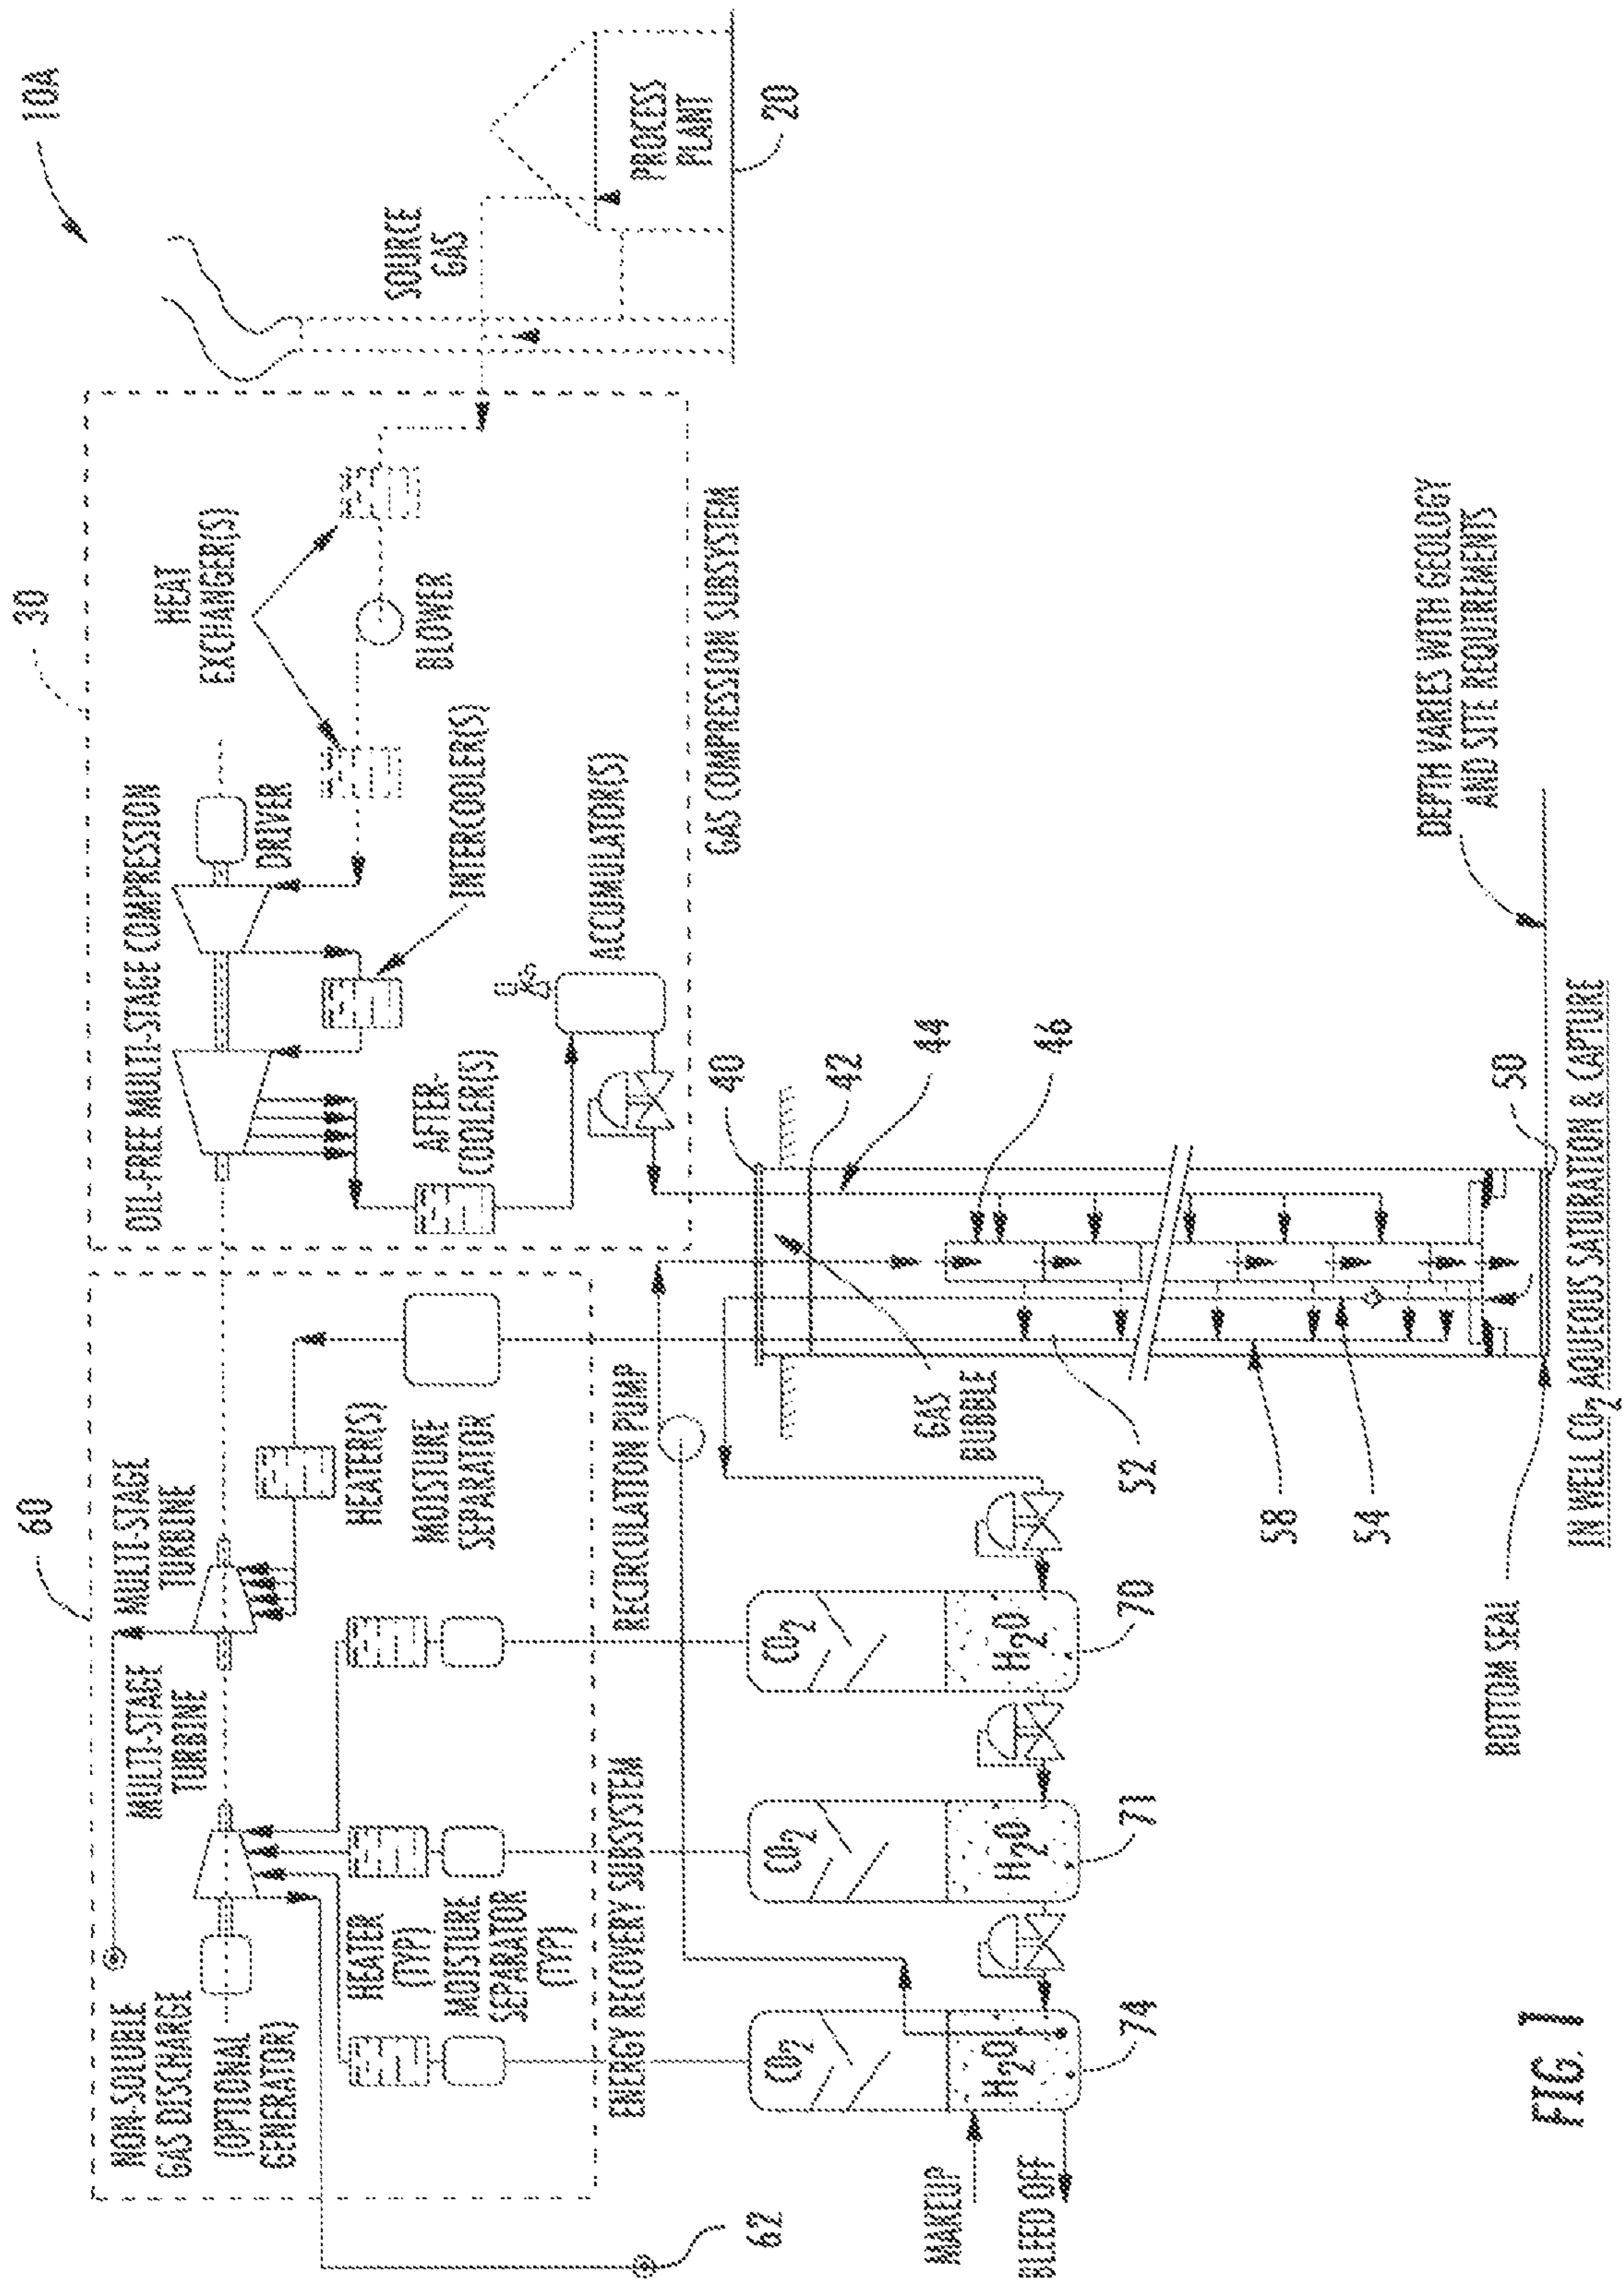 10A
30
60
OIL-FREE MULTI-STAGE COMPRESSION
HEAT
EXCHANGER(S)
DRIVER
BLOWER
INTERCOOLER(S)
AFTER-
COOLER(S)
ACCUMULATOR(S)
GAS COMPRESSION SUBSYSTEM
SOURCE
GAS
PROCESS
PLANT
20
NON-SOLUBLE
GAS DISCHARGE
(OPTIONAL
GENERATOR)
MULTI-STAGE
TURBINE
MULTI-STAGE
TURBINE
HEATER(S)
MOISTURE
SEPARATOR
HEATER
(TYP)
MOISTURE
SEPARATOR
(TYP)
ENERGY RECOVERY SUBSYSTEM
RECIRCULATION PUMP
62
CO2
H2O
74
CO2
H2O
71
CO2
H2O
70
MAKEUP
BLEED OFF
40
42
44
46
GAS
BUBBLE
52
58
54
50
BOTTOM SEAL
DEPTH VARIES WITH GEOLOGY
AND SITE REQUIREMENTS
IN WELL CO2 AQUEOUS SATURATION & CAPTURE
FIG. 1